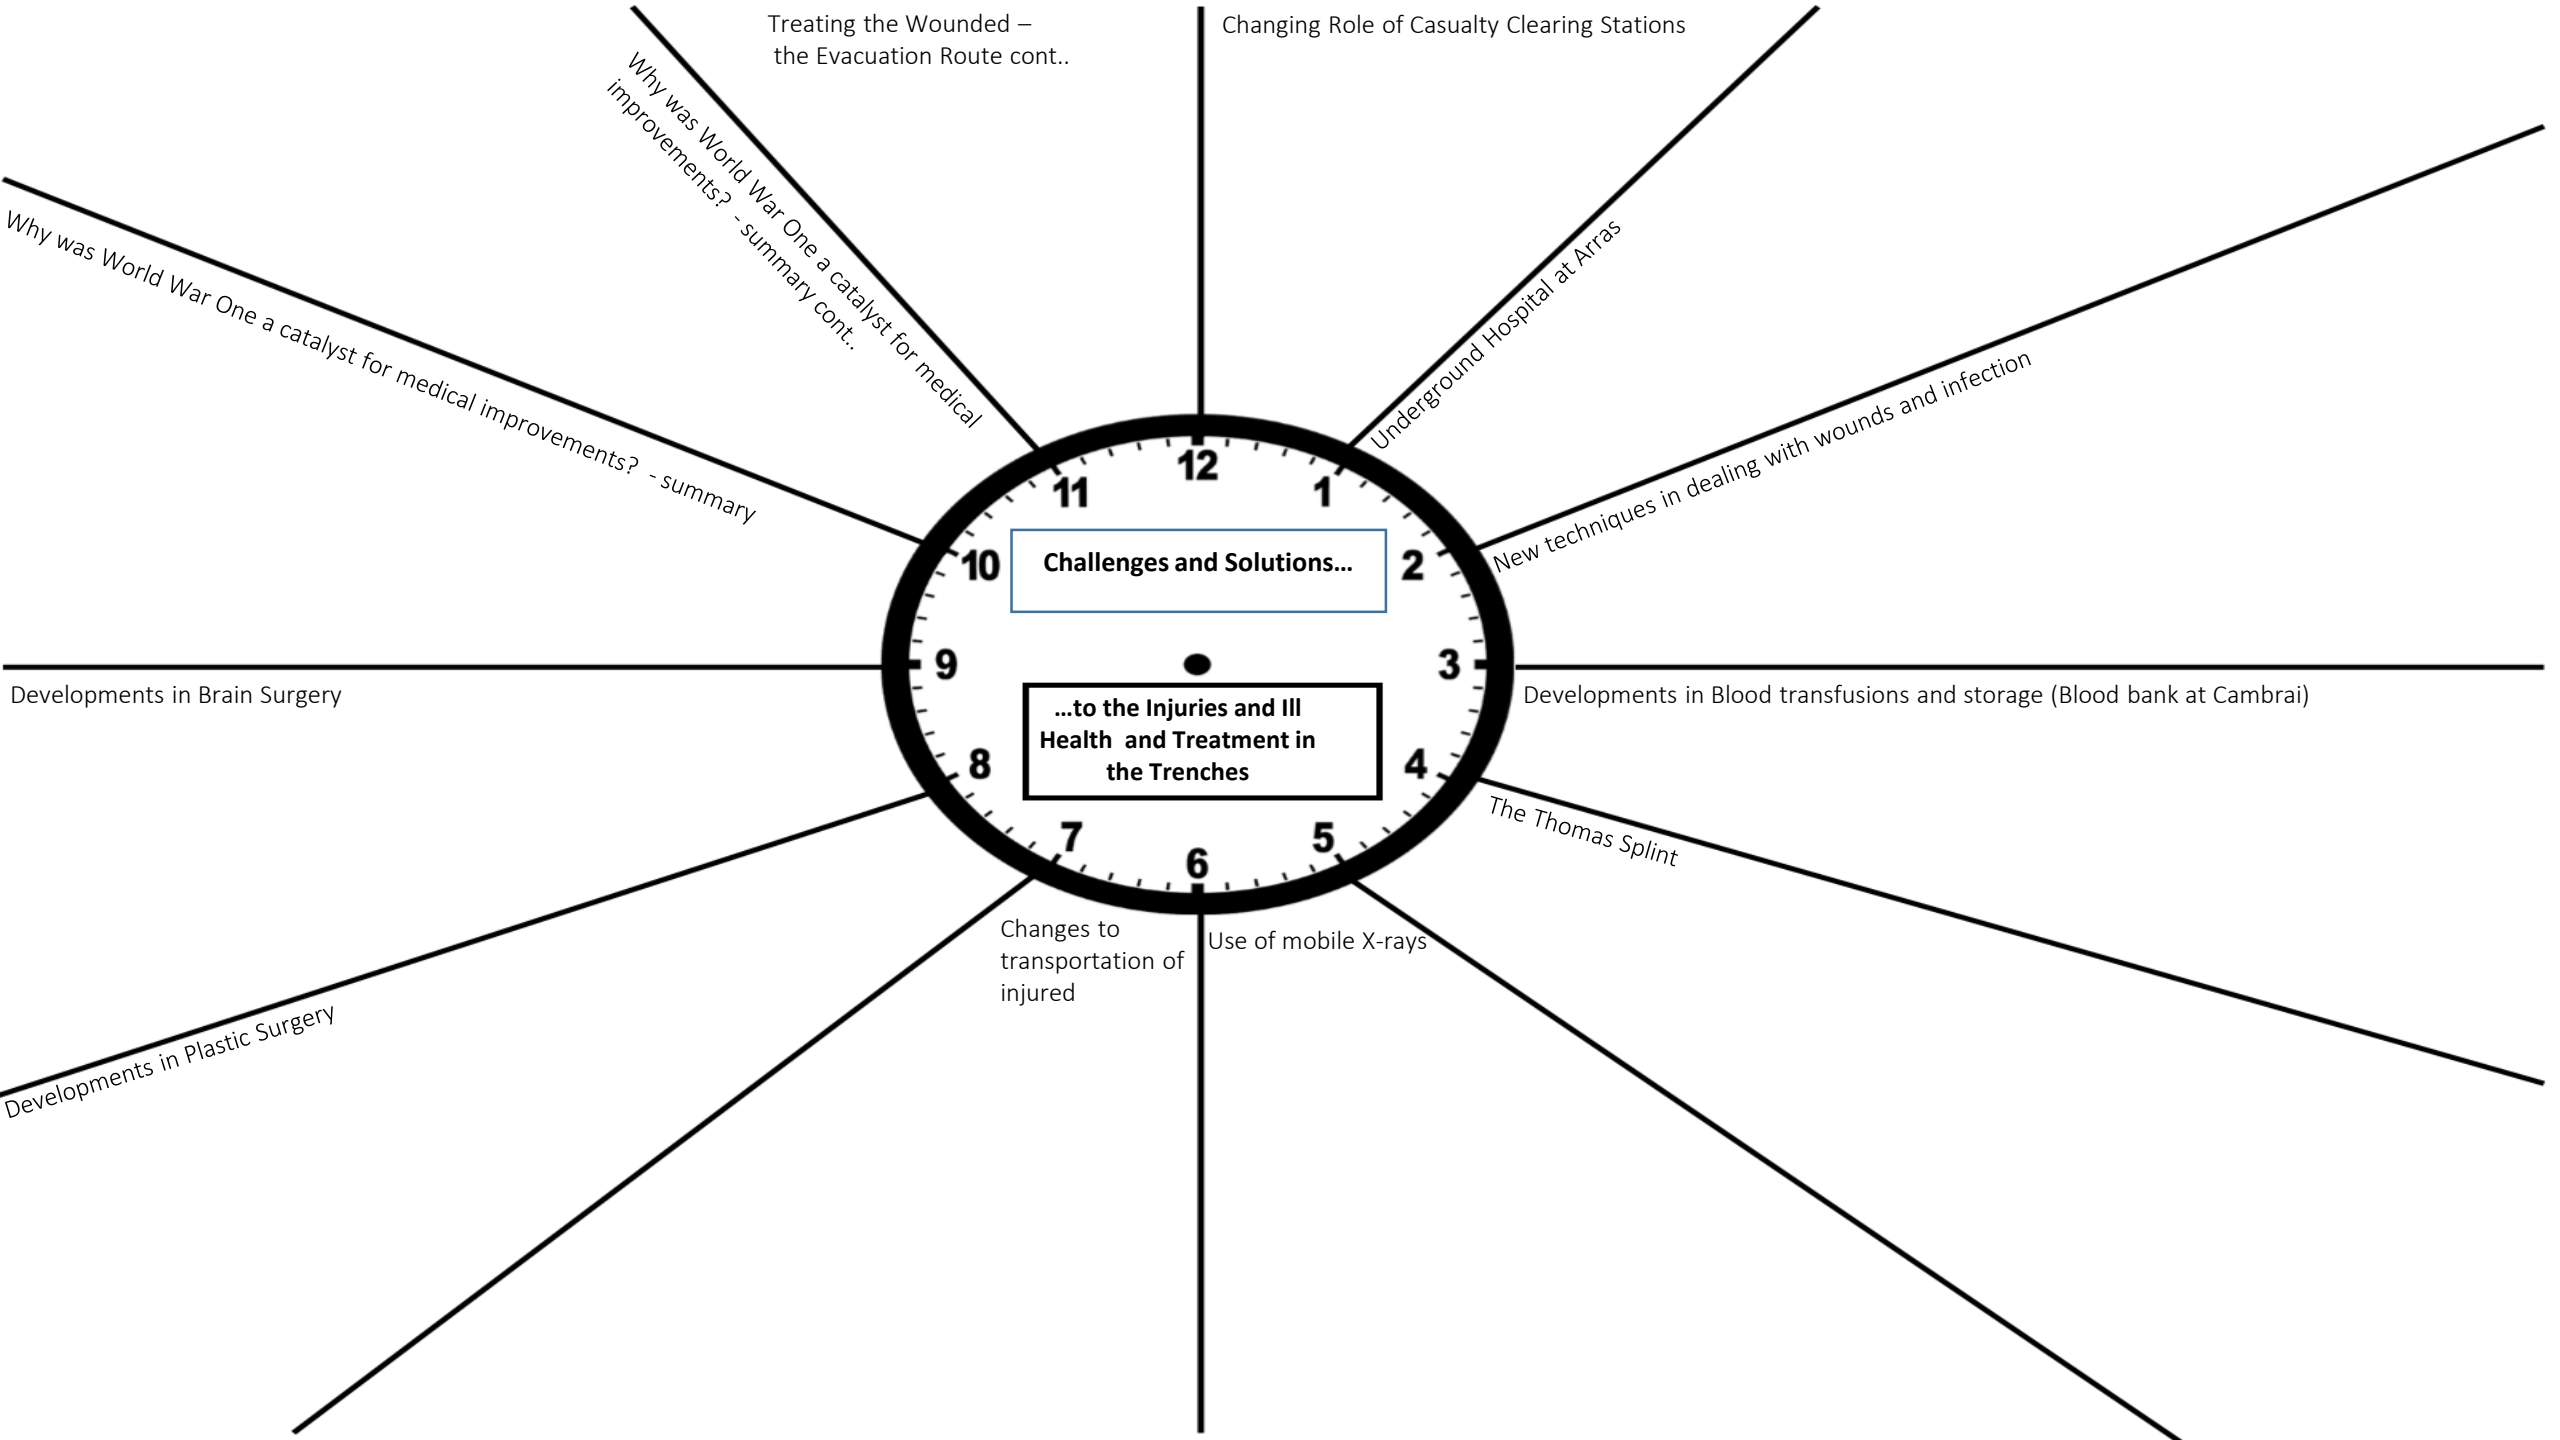 Treating the Wounded –
the Evacuation Route cont..
Changing Role of Casualty Clearing Stations
Why was World War One a catalyst for medical
improvements?  - summary cont..
Why was World War One a catalyst for medical improvements?  - summary
Underground Hospital at Arras
New techniques in dealing with wounds and infection
12
11
1
10
2
Challenges and Solutions…
9
3
Developments in Brain Surgery
Developments in Blood transfusions and storage (Blood bank at Cambrai)
…to the Injuries and Ill
Health  and Treatment in
the Trenches
8
4
The Thomas Splint
7
5
6
Changes to
transportation of
injured
Use of mobile X-rays
Developments in Plastic Surgery